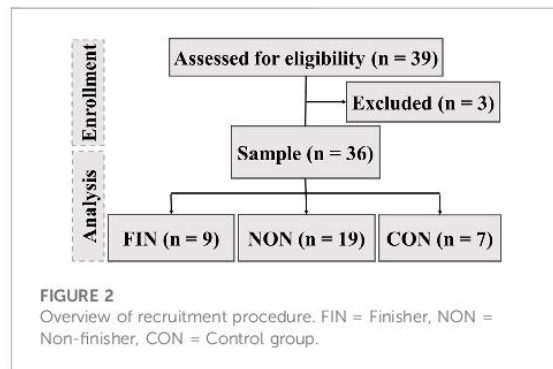 Enrollment
Assessed for eligibility (n = 39)
Excluded (n = 3)
Sample (n = 36)
Analysis
FIN (n = 9)
NON (n = 19)
CON (n = 7)
FIGURE 2
Overview of recruitment procedure. FIN = Finisher, NON =
Non-finisher, CON = Control group.